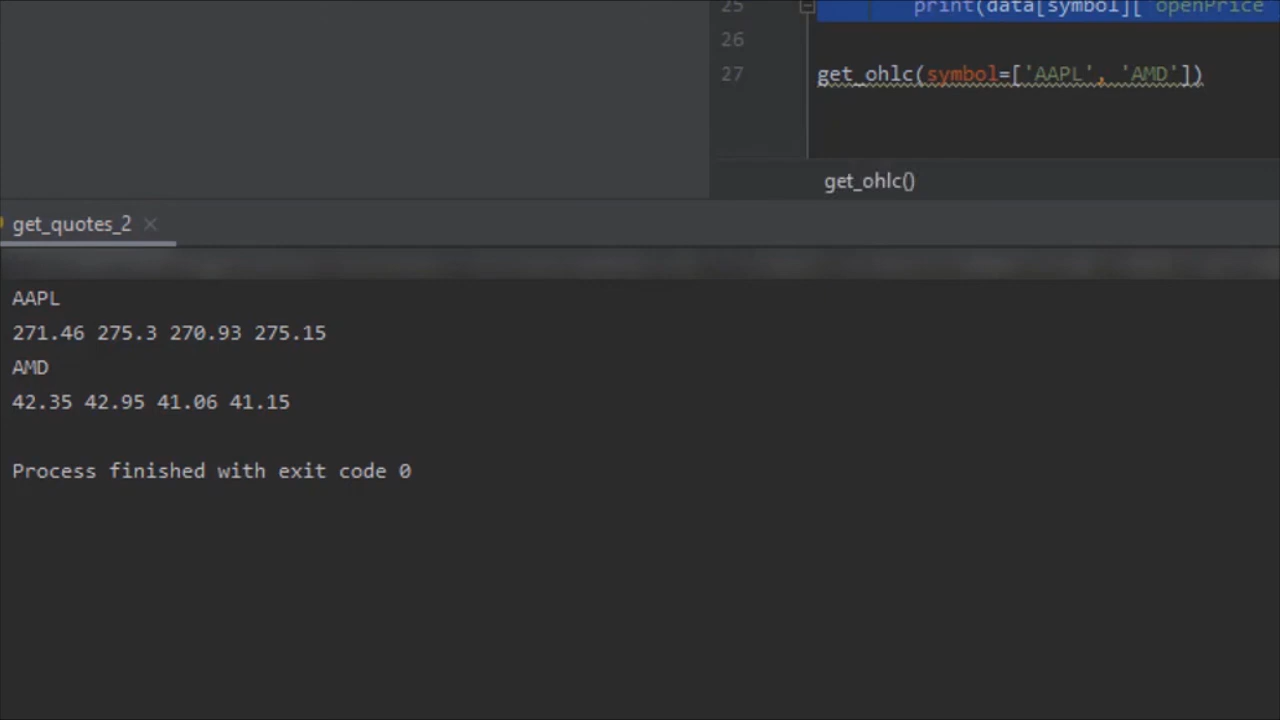 25 print(data[symbol]['openPrice
26
27 get_ohlc(symbol=['AAPL', 'AMD'])
get_ohlc()
get_quotes_2
AAPL
271.46 275.3 270.93 275.15
AMD
42.35 42.95 41.06 41.15
Process finished with exit code 0